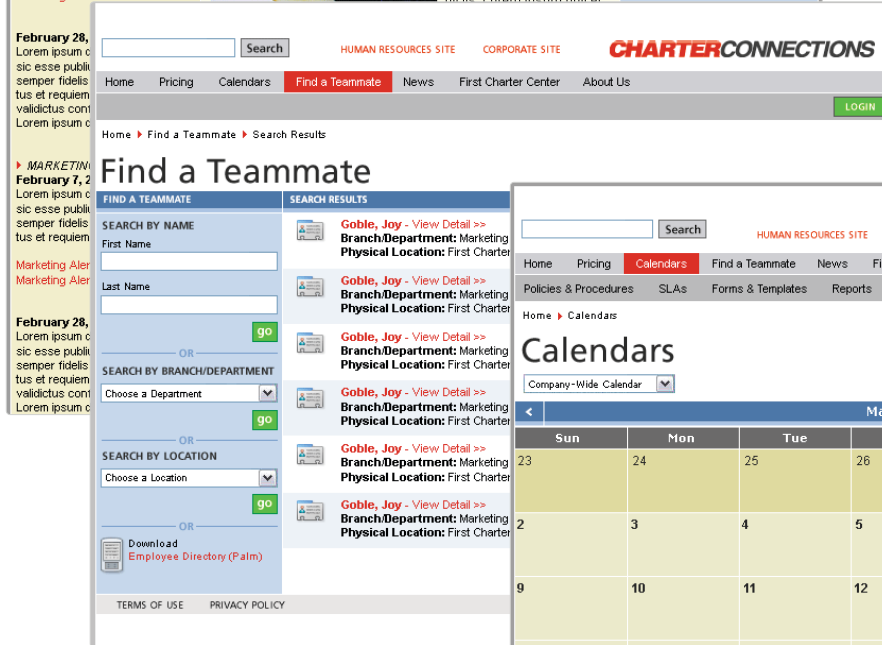 February 28,
Lorem ipsum
sic esse
semper fidelis
tus et requiem
validictus
Lorem ipsum
MARKETING
February 7, 2
Lorem ipsum
sic esse
semper fidelis
tus et requiem
Marketing
Marketing
February 28,
Lorem ipsum
sic esse
semper fidelis
tus et requiem
validictus
Lorem ipsum
Search
HUMAN RESOURCES SITE
CORPORATE SITE
CHARTERCONNECTIONS
Home Pricing Calendars Find a Teammate News First Charter Center About Us
LOGIN
Home Find a Teammate Search Results
Find a Teammate
FIND A TEAMMATE
SEARCH BY NAME
First Name
Last Name
go
OR
SEARCH BY BRANCH/DEPARTMENT
Choose a Department
go
OR
SEARCH BY LOCATION
Choose a Location
go
OR
Download
Employee Directory (Palm)
SEARCH RESULTS
Goble, Joy - View Detail >>
Branch/Department: Marketing
Physical Location: First Charter
Goble, Joy - View Detail >>
Branch/Department: Marketing
Physical Location: First Charter
Goble, Joy - View Detail >>
Branch/Department: Marketing
Physical Location: First Charter
Goble, Joy - View Detail >>
Branch/Department: Marketing
Physical Location: First Charter
Goble, Joy - View Detail >>
Branch/Department: Marketing
Physical Location: First Charter
Goble, Joy - View Detail >>
Branch/Department: Marketing
Physical Location: First Charter
TERMS OF USE PRIVACY POLICY
Search
HUMAN RESOURCES SITE
Home Pricing Calendars Find a Teammate News
Policies & Procedures SLAs Forms & Templates Reports
Home Calendars
Calendars
Company-Wide Calendar
<
Sun Mon Tue
23 24 25 26
2 3 4 5
9 10 11 12